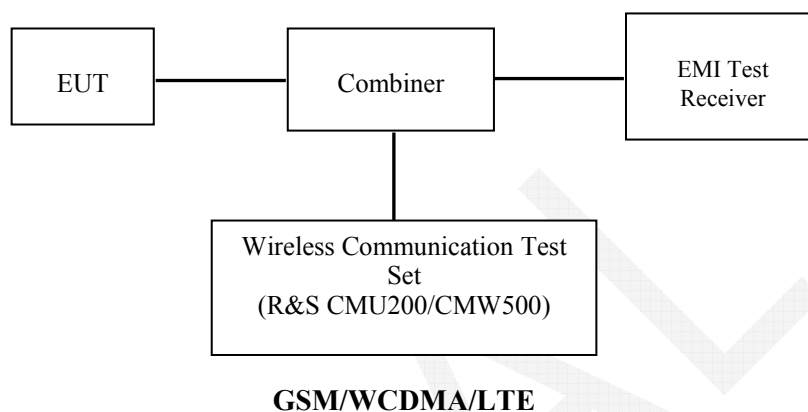 EUT
Combiner
EMI Test
Receiver
Wireless Communication Test
Set
(R&S CMU200/CMW500)
GSM/WCDMA/LTE